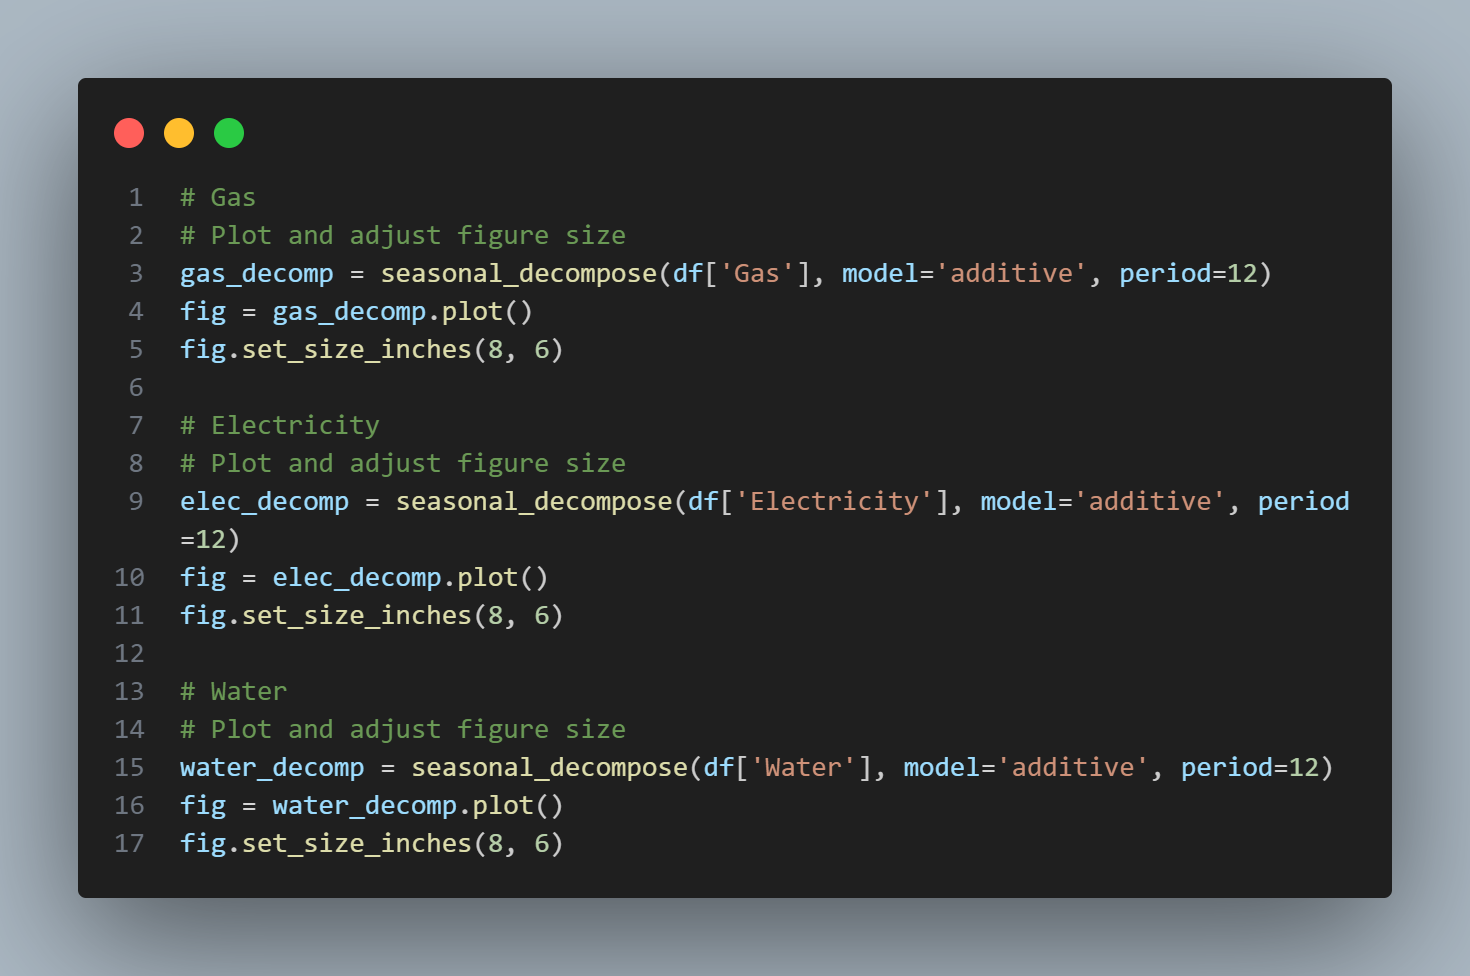 1 # Gas
2 # Plot and adjust figure size
3 gas_decomp = seasonal_decompose(df['Gas'], model='additive', period=12)
4 fig = gas_decomp.plot()
5 fig.set_size_inches(8, 6)
6
7 # Electricity
8 # Plot and adjust figure size
9 elec_decomp = seasonal_decompose(df['Electricity'], model='additive', period
=12)
10 fig = elec_decomp.plot()
11 fig.set_size_inches(8, 6)
12
13 # Water
14 # Plot and adjust figure size
15 water_decomp = seasonal_decompose(df['Water'], model='additive', period=12)
16 fig = water_decomp.plot()
17 fig.set_size_inches(8, 6)